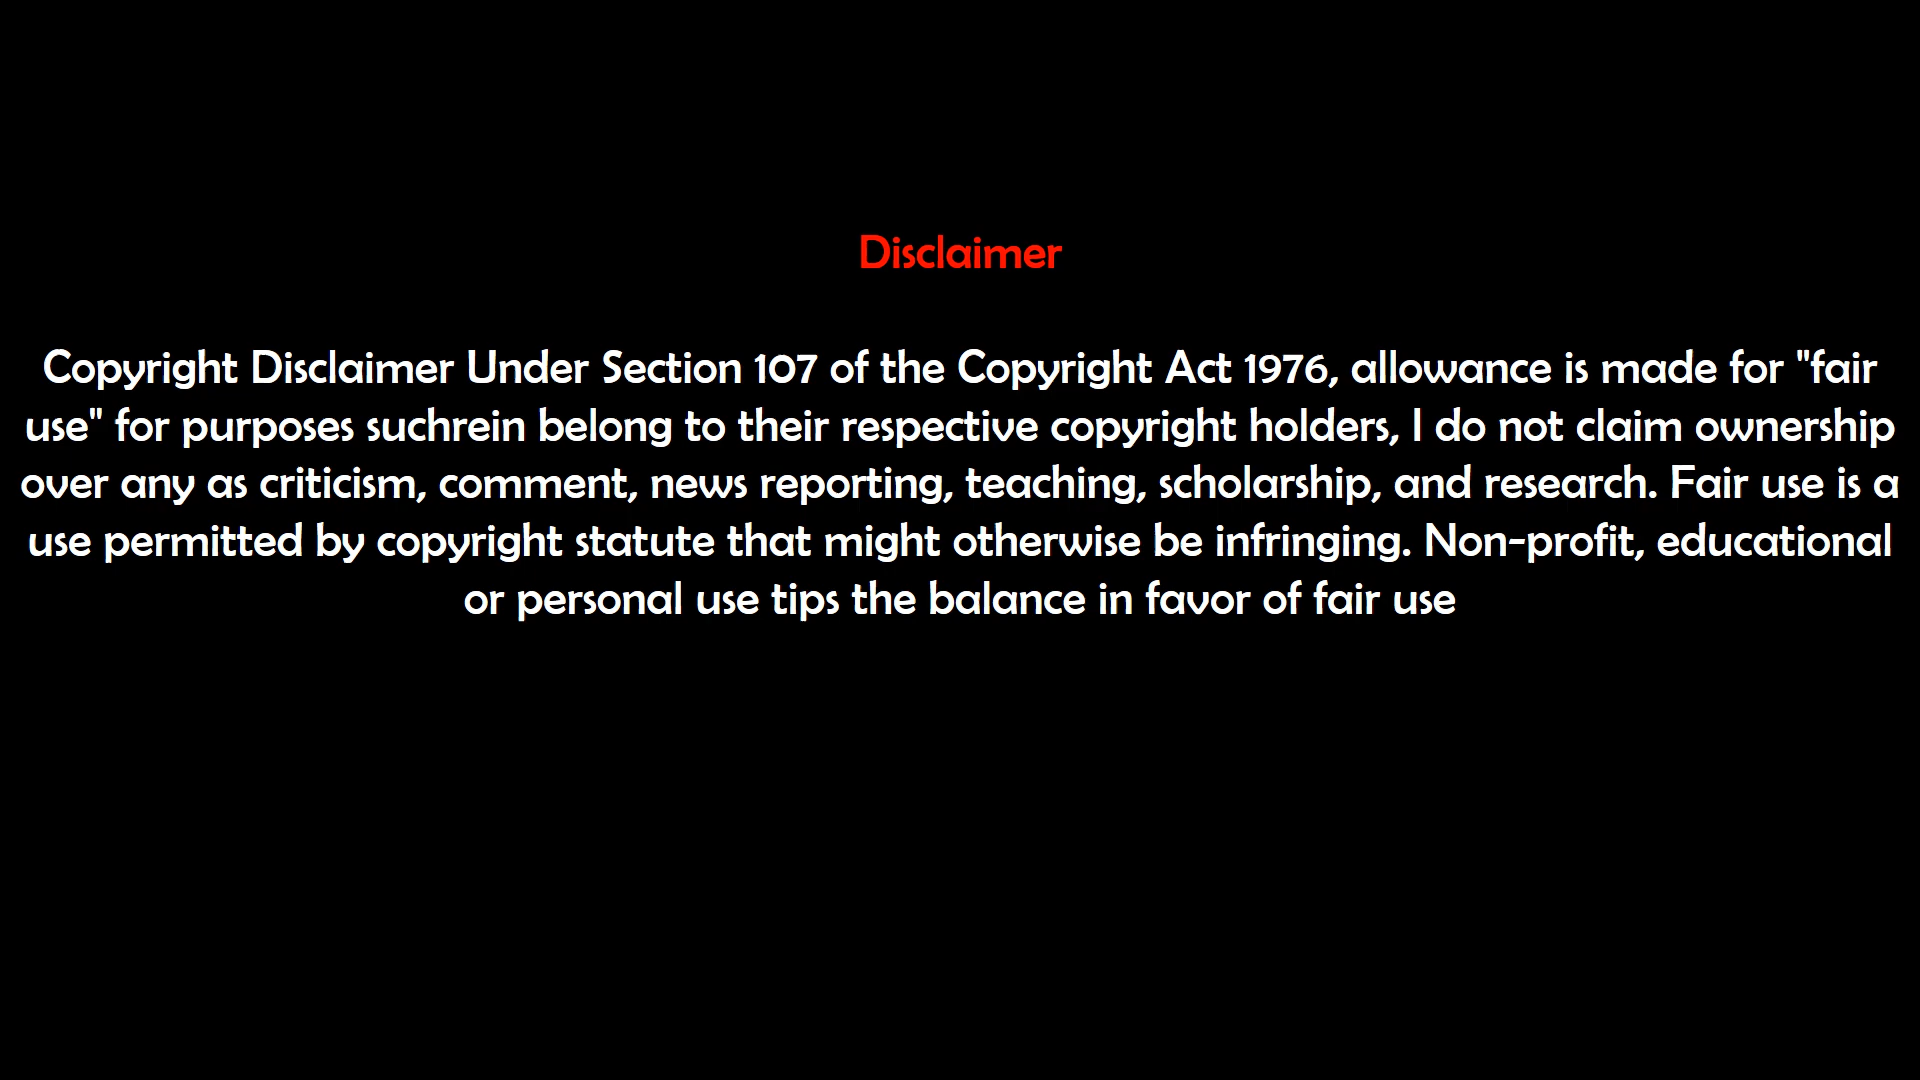 Disclaimer
Copyright Disclaimer Under Section 107 of the Copyright Act 1976, allowance is made for "fair
use" for purposes suchrein belong to their respective copyright holders, I do not claim ownership
over any as criticism, comment, news reporting, teaching, scholarship, and research. Fair use is a
use permitted by copyright statute that might otherwise be infringing. Non-profit, educational
or personal use tips the balance in favor of fair use